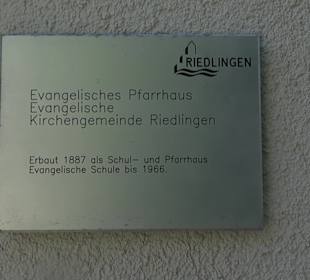 RIEDLINGEN
Evangelisches Pfarrhaus
Evangelische
Kirchengemeinde Riedlingen
Erbaut 1887 als Schul- und Pfarrhaus
Evangelische Schule bis 1966.